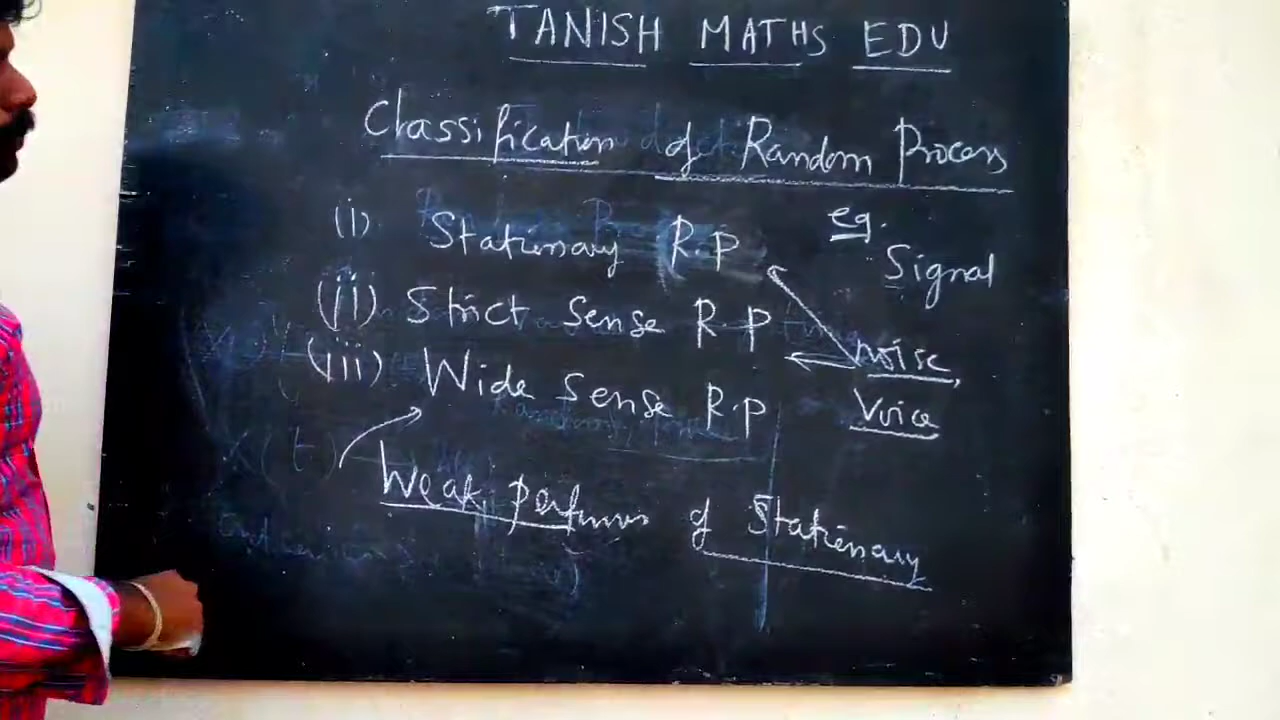 TANISH MATHS EDU
Classification of Random Process
(i) Stationary R.P
eg. Signal
(ii) Strict Sense R.P
noise,
(iii) Wide Sense R.P
Voice
Weak of Stationary
X(t)